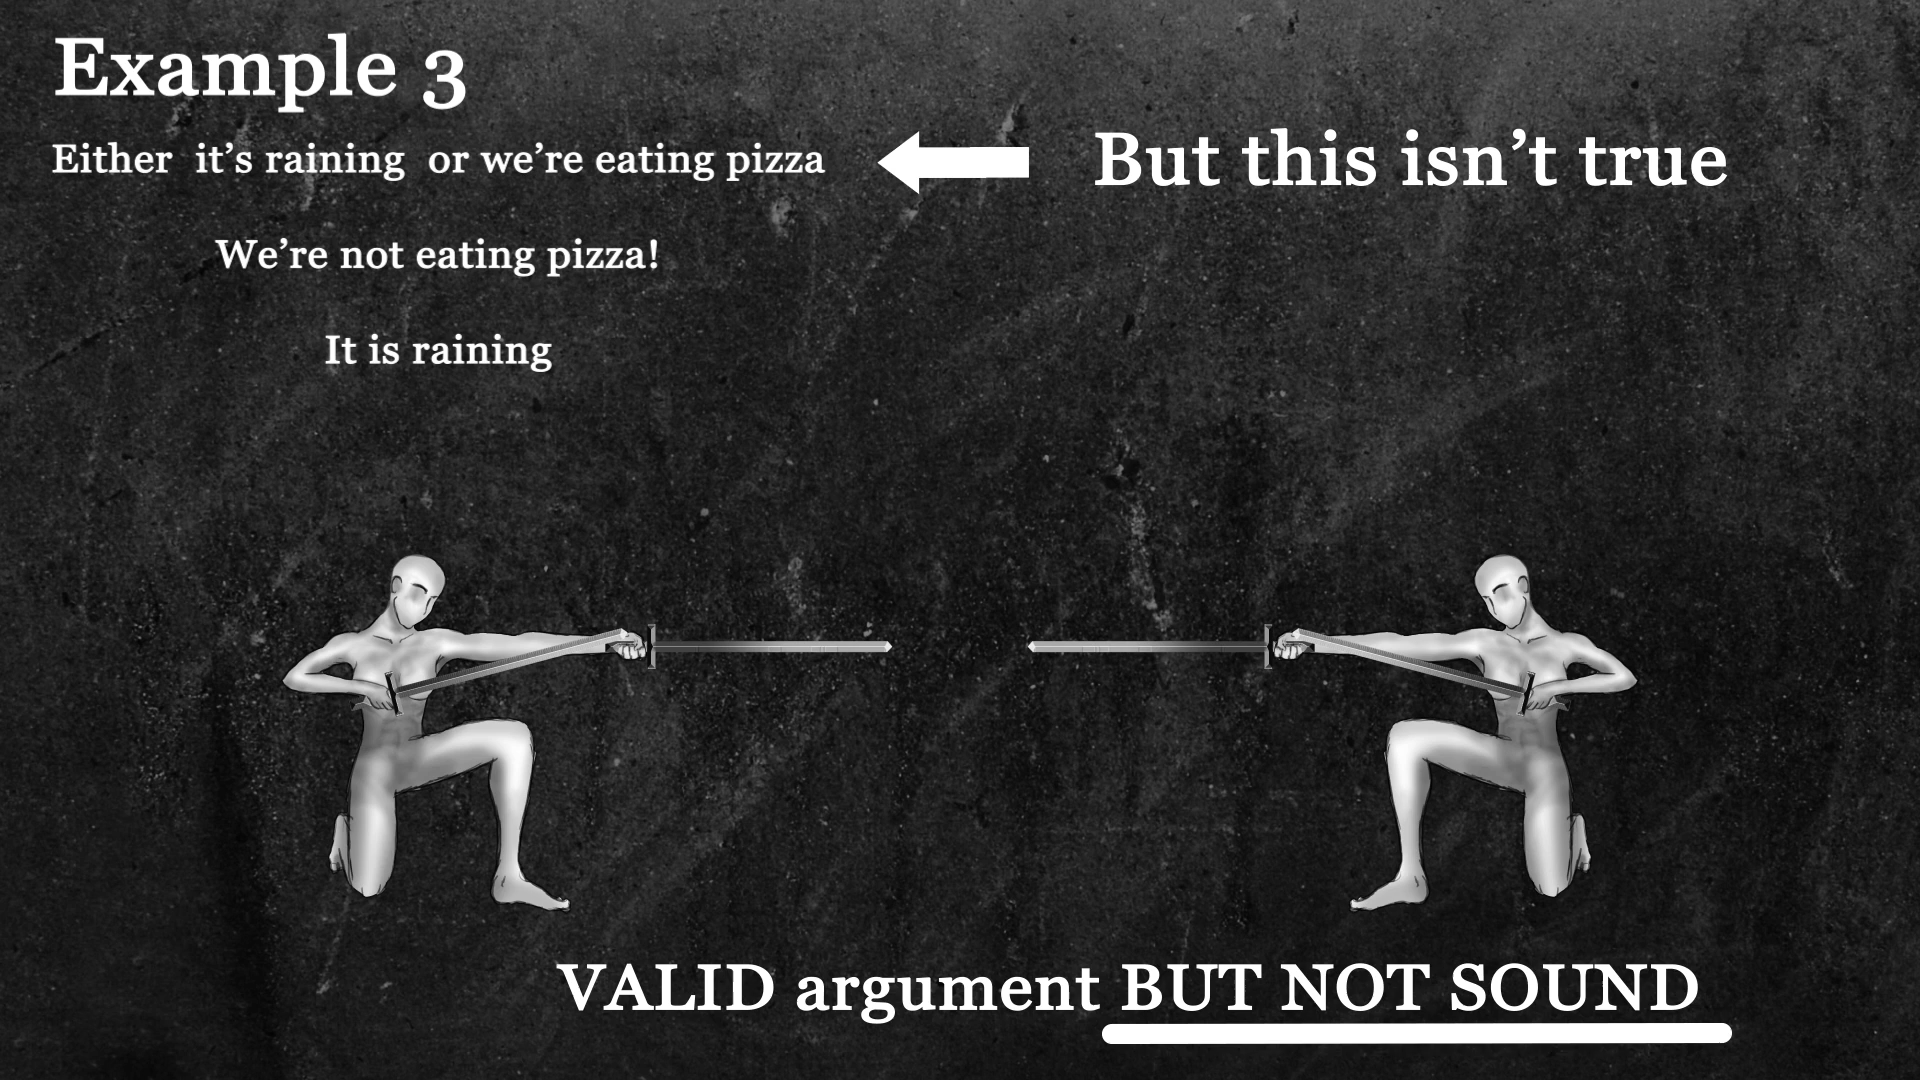 Example 3
Either it's raining or we're eating pizza
But this isn't true
We're not eating pizza!
It is raining
VALID argument BUT NOT SOUND